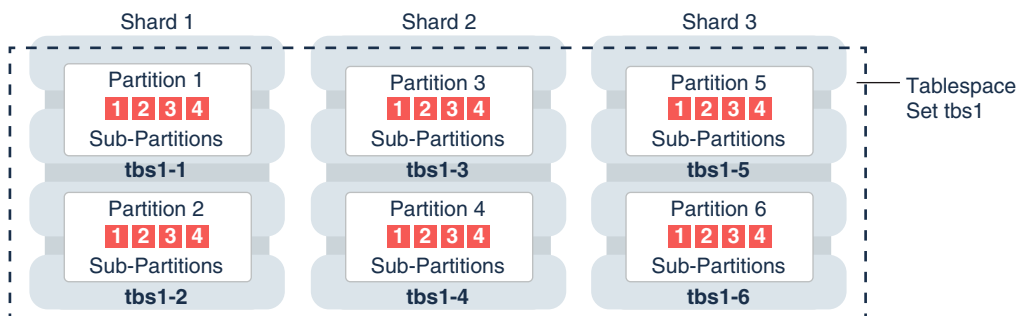 Shard 1
Shard 2
Shard 3
Partition 1
1 2 3 4
Sub-Partitions
tbs1-1
Partition 3
1 2 3 4
Sub-Partitions
tbs1-3
Partition 5
1 2 3 4
Sub-Partitions
tbs1-5
Tablespace
Set tbs1
Partition 2
1 2 3 4
Sub-Partitions
tbs1-2
Partition 4
1 2 3 4
Sub-Partitions
tbs1-4
Partition 6
1 2 3 4
Sub-Partitions
tbs1-6